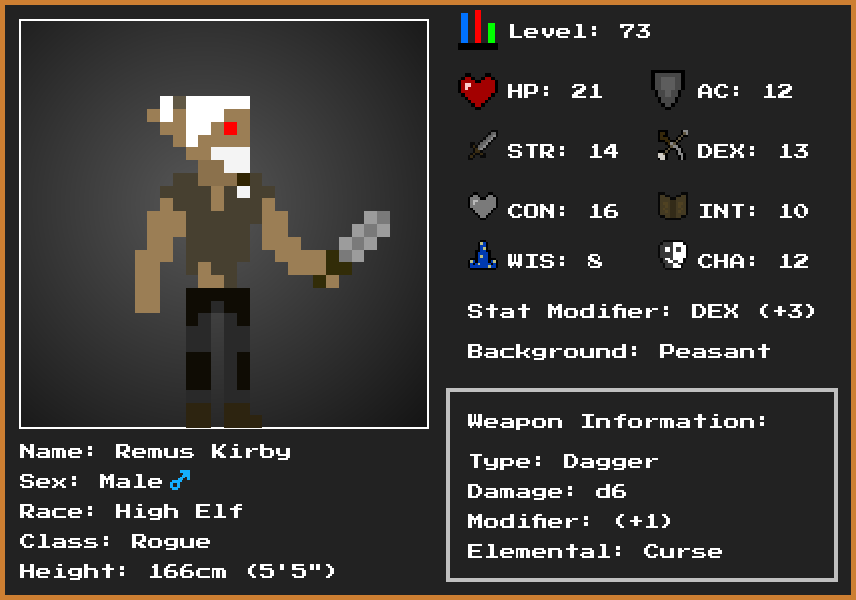 Level: 73
HP: 21
AC: 12
STR: 14
DEX: 13
CON: 16
INT: 10
WIS: 8
CHA: 12
Stat Modifier: DEX (+3)
Background: Peasant
Weapon Information:
Type: Dagger
Damage: d6
Modifier: (+1)
Elemental: Curse
Name: Remus Kirby
Sex: Male♂
Race: High Elf
Class: Rogue
Height: 166cm (5'5")